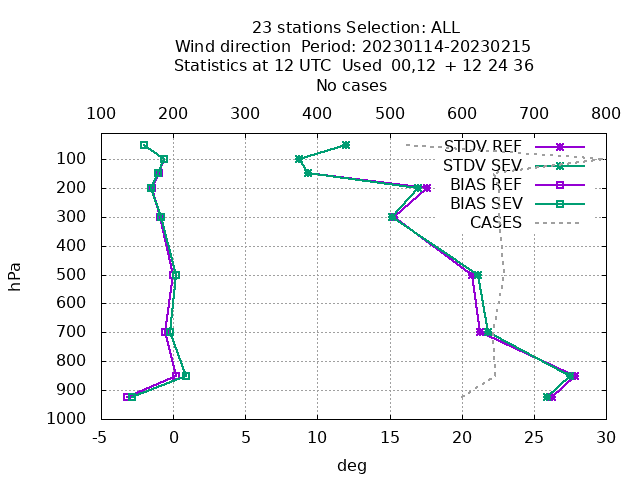 23 stations Selection: ALL
Wind direction  Period: 20230114-20230215
Statistics at 12 UTC  Used  00,12  + 12 24 36
No cases
100 200 300 400 500 600 700 800
STDV REF
STDV SEV
BIAS REF
BIAS SEV
CASES
hPa
100
200
300
400
500
600
700
800
900
1000
-5 0 5 10 15 20 25 30
deg